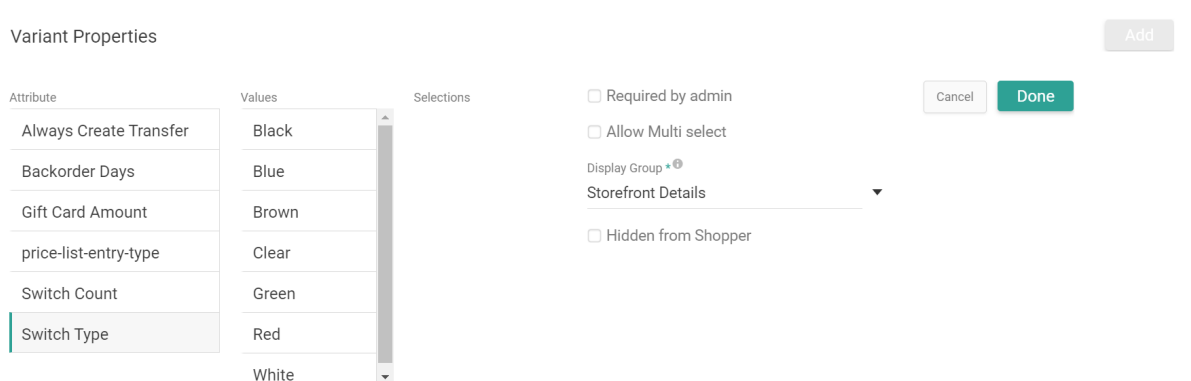 Variant Properties
Add
Attribute
Always Create Transfer
Backorder Days
Gift Card Amount
price-list-entry-type
Switch Count
Switch Type
Values
Black
Blue
Brown
Clear
Green
Red
White
Selections
Required by admin
Allow Multi select
Display Group *
Storefront Details
Hidden from Shopper
Cancel
Done